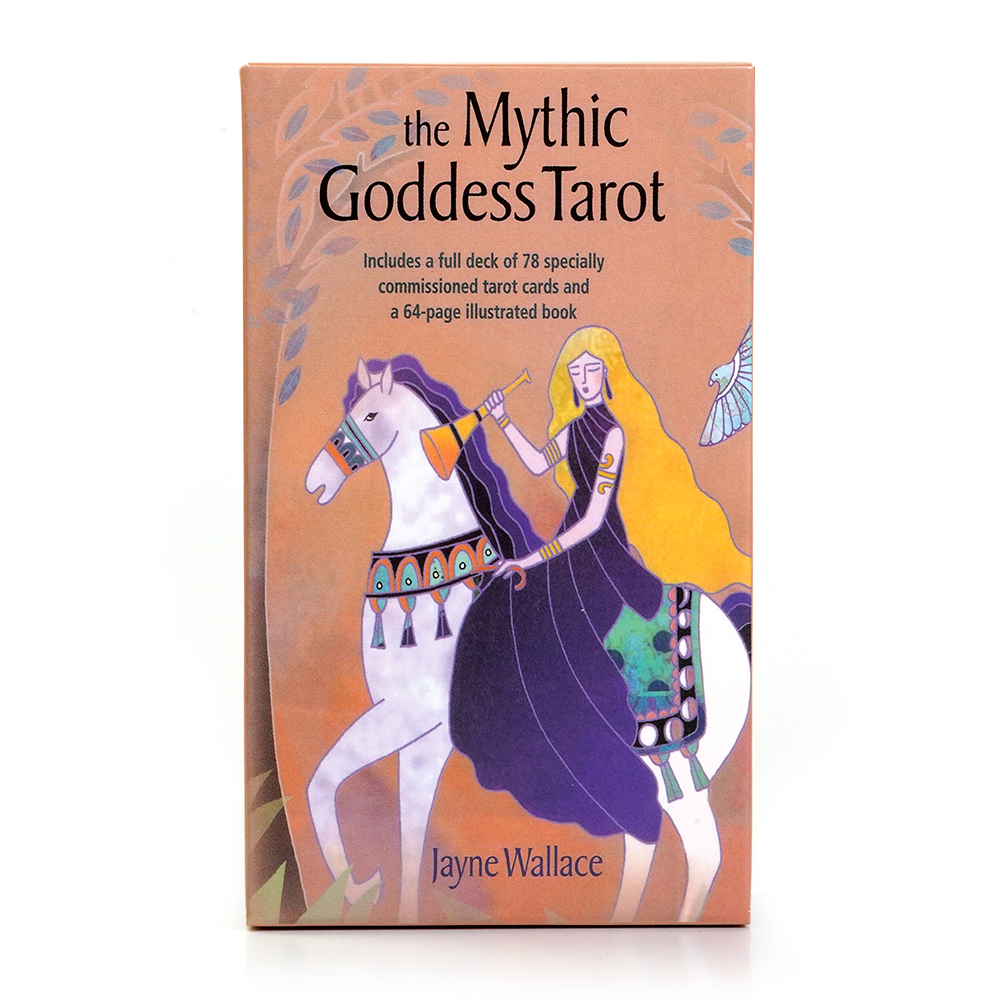 the Mythic
Goddess Tarot
Includes a full deck of 78 specially
commissioned tarot cards and
a 64-page illustrated book
Jayne Wallace